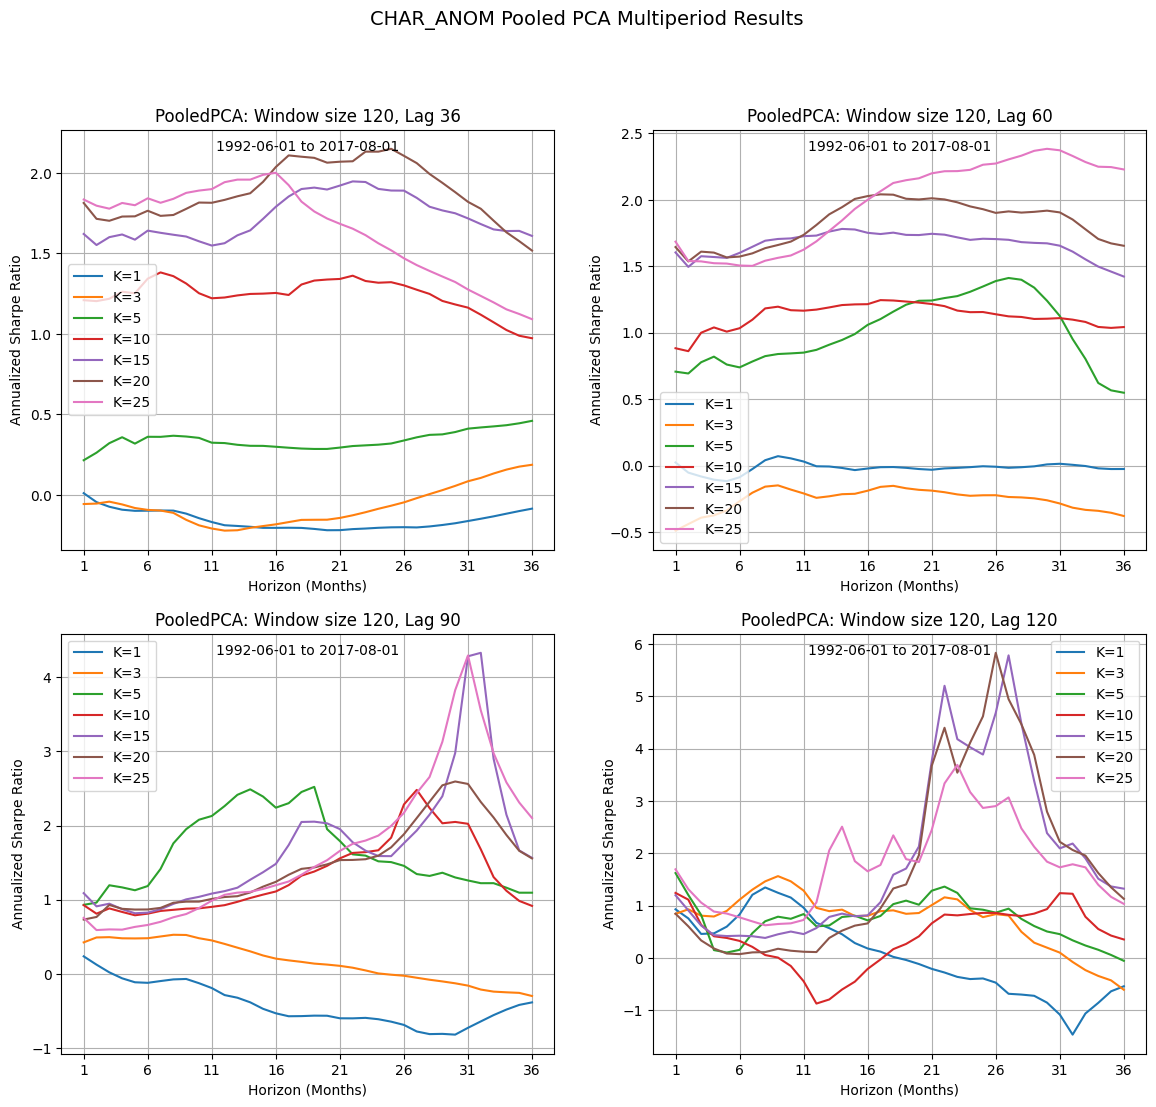 CHAR_ANOM Pooled PCA Multiperiod Results
PooledPCA: Window size 120, Lag 36
1992-06-01 to 2017-08-01
Annualized Sharpe Ratio
2.0
1.5
1.0
0.5
0.0
K=1
K=3
K=5
K=10
K=15
K=20
K=25
1 6 11 16 21 26 31 36
Horizon (Months)
PooledPCA: Window size 120, Lag 60
1992-06-01 to 2017-08-01
Annualized Sharpe Ratio
2.5
2.0
1.5
1.0
0.5
0.0
−0.5
K=1
K=3
K=5
K=10
K=15
K=20
K=25
1 6 11 16 21 26 31 36
Horizon (Months)
PooledPCA: Window size 120, Lag 90
1992-06-01 to 2017-08-01
Annualized Sharpe Ratio
4
3
2
1
0
−1
K=1
K=3
K=5
K=10
K=15
K=20
K=25
1 6 11 16 21 26 31 36
Horizon (Months)
PooledPCA: Window size 120, Lag 120
1992-06-01 to 2017-08-01
Annualized Sharpe Ratio
6
5
4
3
2
1
0
−1
K=1
K=3
K=5
K=10
K=15
K=20
K=25
1 6 11 16 21 26 31 36
Horizon (Months)